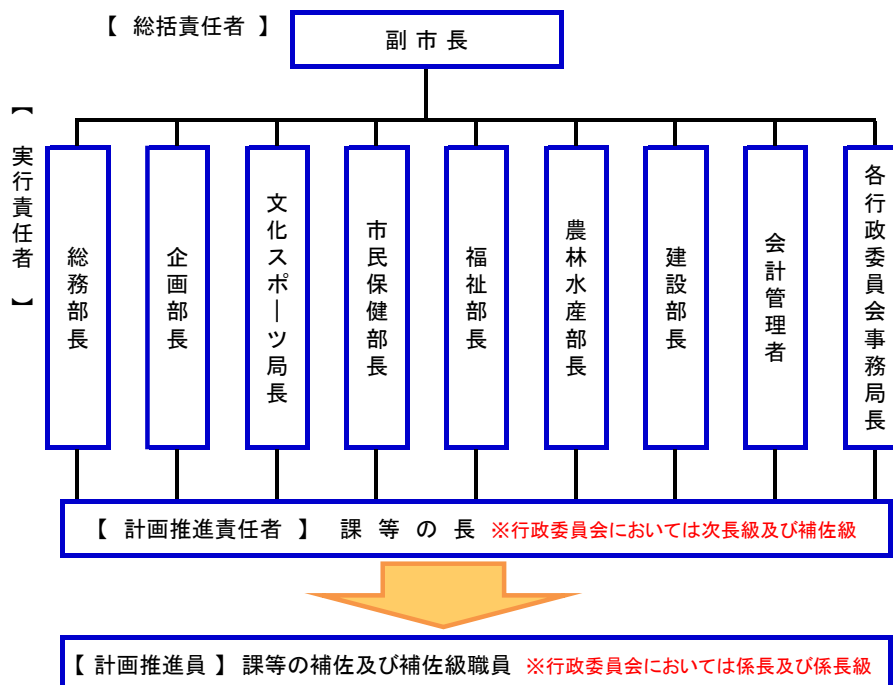 【 総括責任者 】
副市長
【 実行責任者 】
総務部長
企画部長
文化スポーツ局長
市民保健部長
福祉部長
農林水産部長
建設部長
会計管理者
各行政委員会事務局長
【 計画推進責任者 】 課等の長 ※行政委員会においては次長級及び補佐級
【 計画推進員 】 課等の補佐及び補佐級職員 ※行政委員会においては係長及び係長級